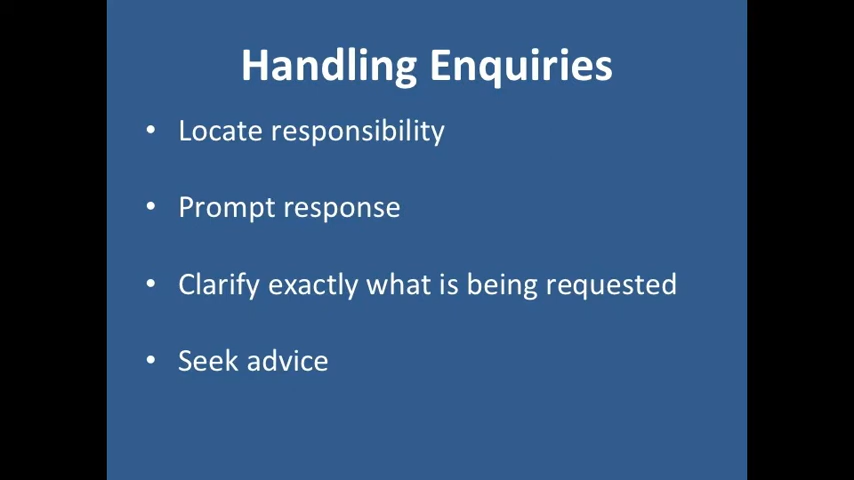 Handling Enquiries
• Locate responsibility
• Prompt response
• Clarify exactly what is being requested
• Seek advice